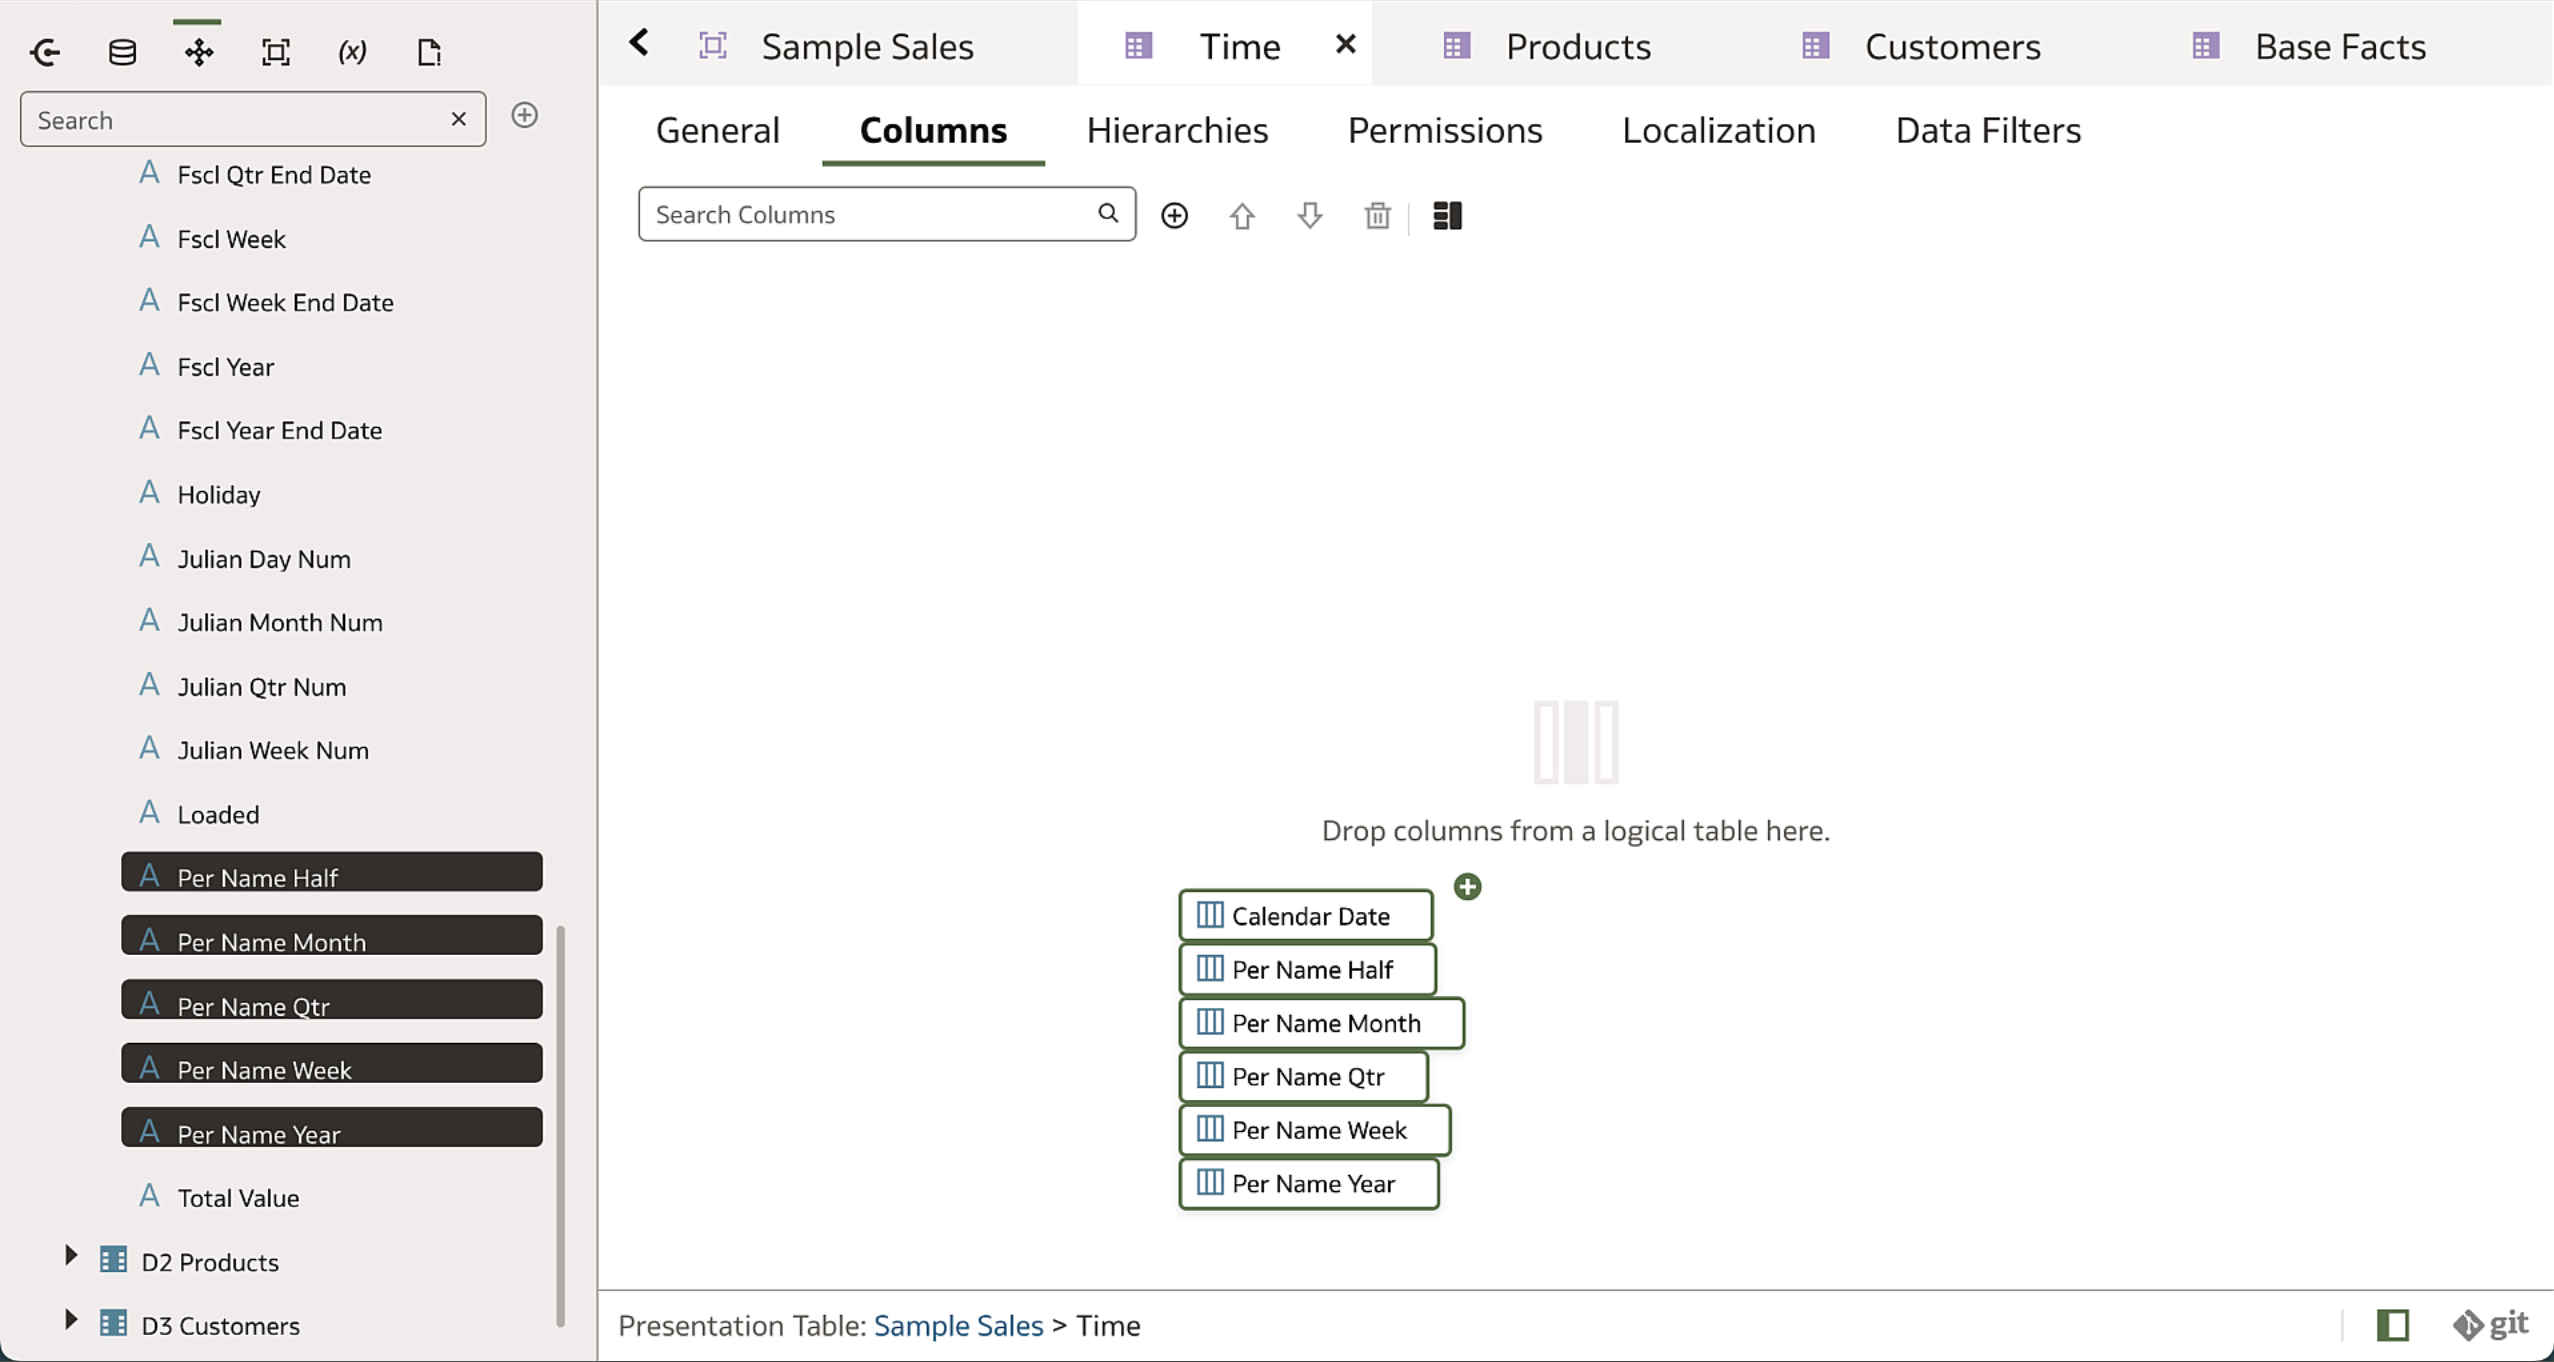 (x)
Search
Fscl Qtr End Date
Fscl Week
Fscl Week End Date
Fscl Year
Fscl Year End Date
Holiday
Julian Day Num
Julian Month Num
Julian Qtr Num
Julian Week Num
Loaded
Per Name Half
Per Name Month
Per Name Qtr
Per Name Week
Per Name Year
Total Value
D2 Products
D3 Customers
Sample Sales
Time
Products
Customers
Base Facts
General
Columns
Hierarchies
Permissions
Localization
Data Filters
Search Columns
Drop columns from a logical table here.
Calendar Date
Per Name Half
Per Name Month
Per Name Qtr
Per Name Week
Per Name Year
Presentation Table: Sample Sales > Time
git